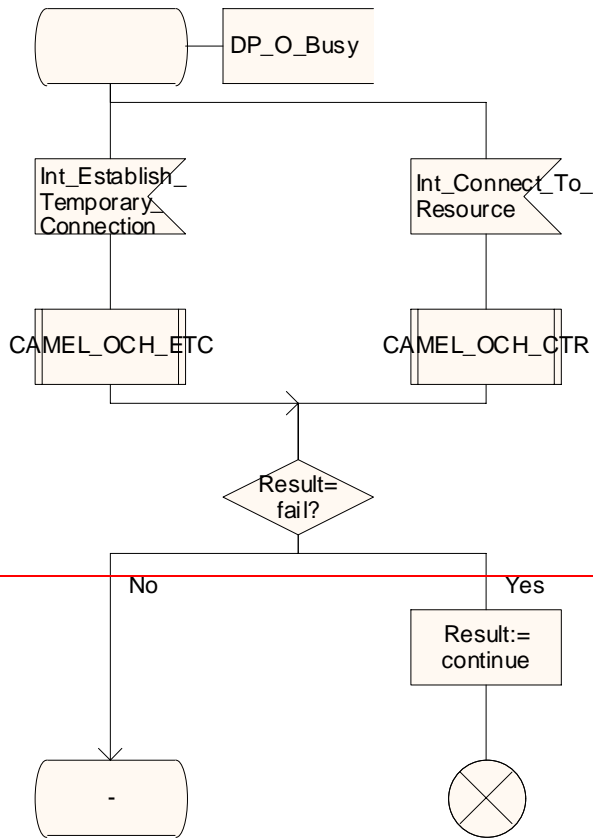 DP_O_Busy
Int_Establish_
Temporary_
Connection
Int_Connect_To_
Resource
CAMEL_OCH_ETC
CAMEL_OCH_CTR
Result=
fail?
No
Yes
Result:=
continue
-